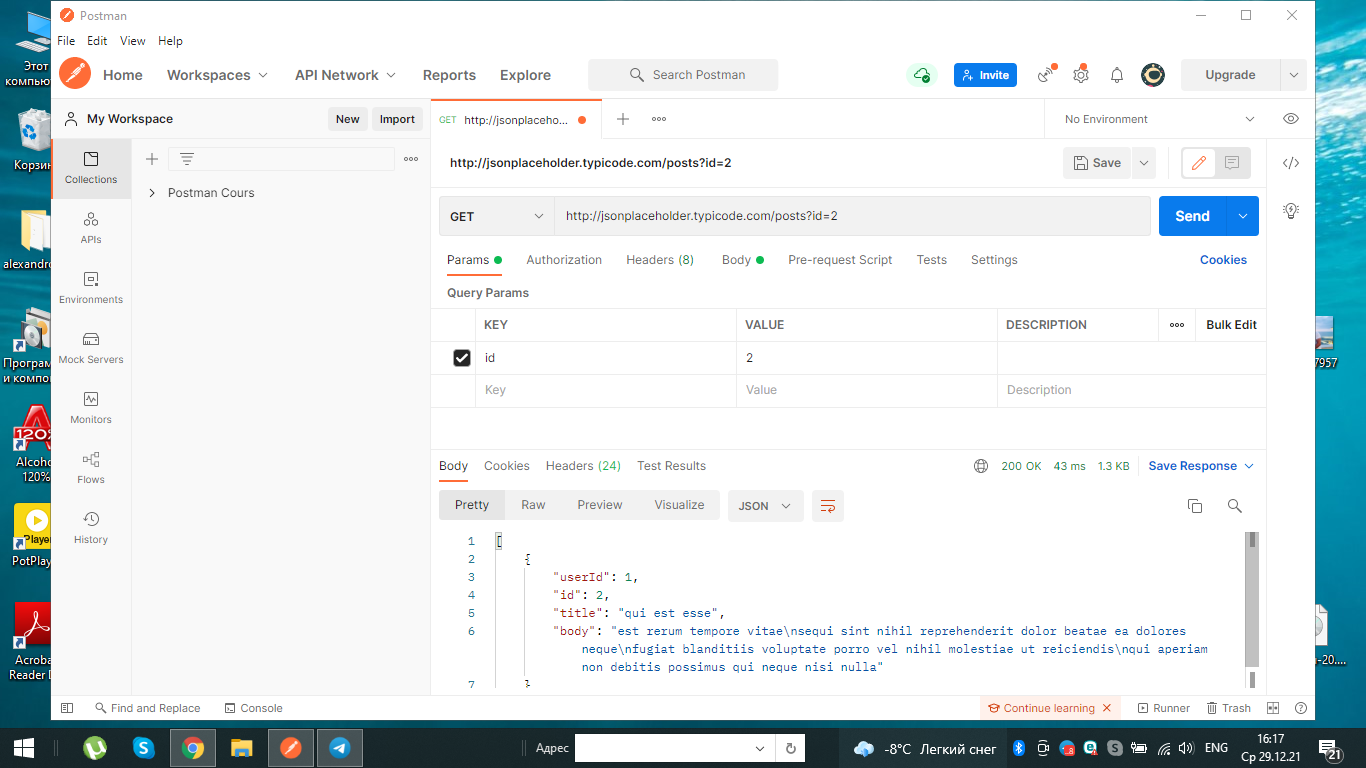 Postman
File Edit View Help
Home Workspaces API Network Reports Explore Search Postman Invite Upgrade
My Workspace New Import
GET http://jsonplaceho... No Environment
Collections
APIs
Environments
Mock Servers
Monitors
Flows
History
Postman Cours
http://jsonplaceholder.typicode.com/posts?id=2 Save
GET http://jsonplaceholder.typicode.com/posts?id=2 Send
Params Authorization Headers (8) Body Pre-request Script Tests Settings Cookies
Query Params
KEY VALUE DESCRIPTION Bulk Edit
id 2
Key Value Description
Body Cookies Headers (24) Test Results 200 OK 43 ms 1.3 KB Save Response
Pretty Raw Preview Visualize JSON
1 [
2 {
3 "userId": 1,
4 "id": 2,
5 "title": "qui est esse",
6 "body": "est rerum tempore vitae\nsequi sint nihil reprehenderit dolor beatae ea dolores
neque\nfugiat blanditiis voluptate porro vel nihil molestiae ut reiciendis\nqui aperiam
non debitis possimus qui neque nisi nulla"
7 }
Find and Replace Console Continue learning Runner Trash
Этот
компью
Корзин
alexandr
Програм
и компо
Alcoho
120%
120%
Player
PotPlaye
Acroba
Reader D
7957
-20....
Адрес -8°C Легкий снег ENG
16:17
Ср 29.12.21
21